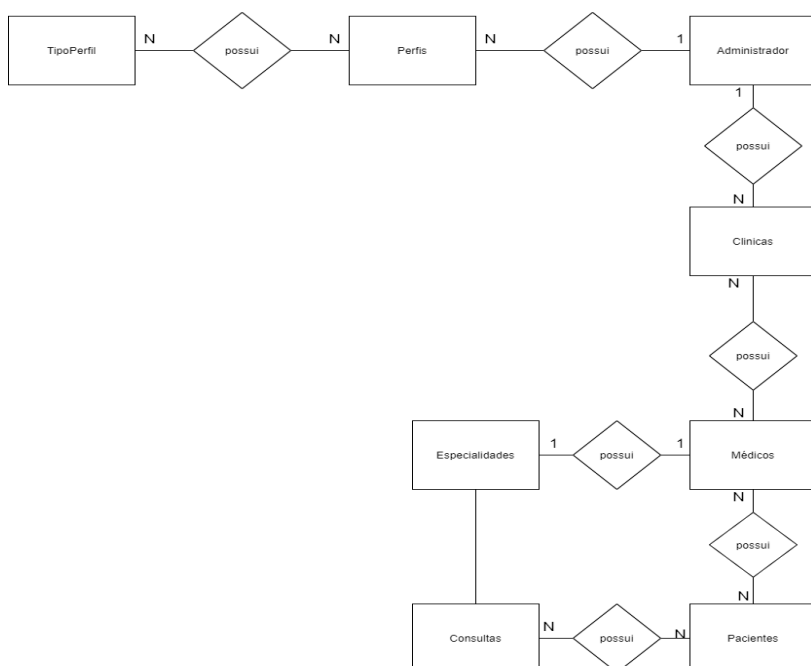 TipoPerfil N possui N Perfis N possui 1 Administrador
1
possui
N
Clinicas
N
possui
N
Especialidades 1 possui 1 Médicos
N
possui
N
Consultas N possui N Pacientes